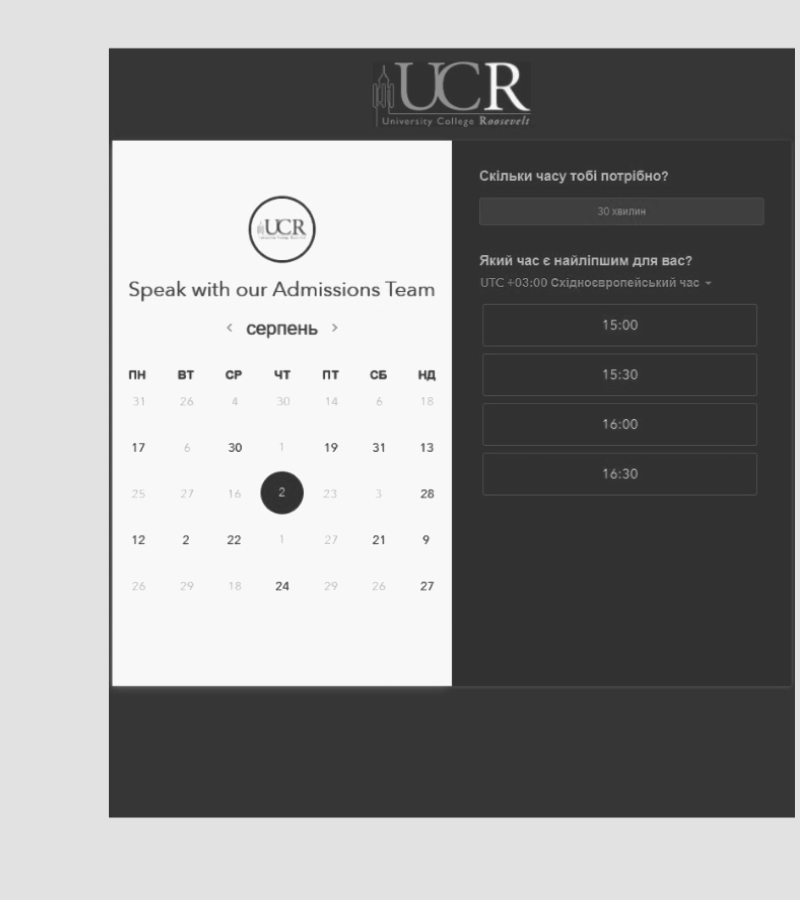 UCR
University College Roosevelt
UCR
Speak with our Admissions Team
серпень
ПН ВТ СР ЧТ ПТ СБ НД
31 26 4 30 14 6 18
17 6 30 1 19 31 13
25 27 16 2 23 3 28
12 2 22 1 27 21 9
26 29 18 24 29 26 27
Скільки часу тобі потрібно?
30 хвилин
Який час є найліпшим для вас?
UTC +03:00 Східноєвропейський час
15:00
15:30
16:00
16:30